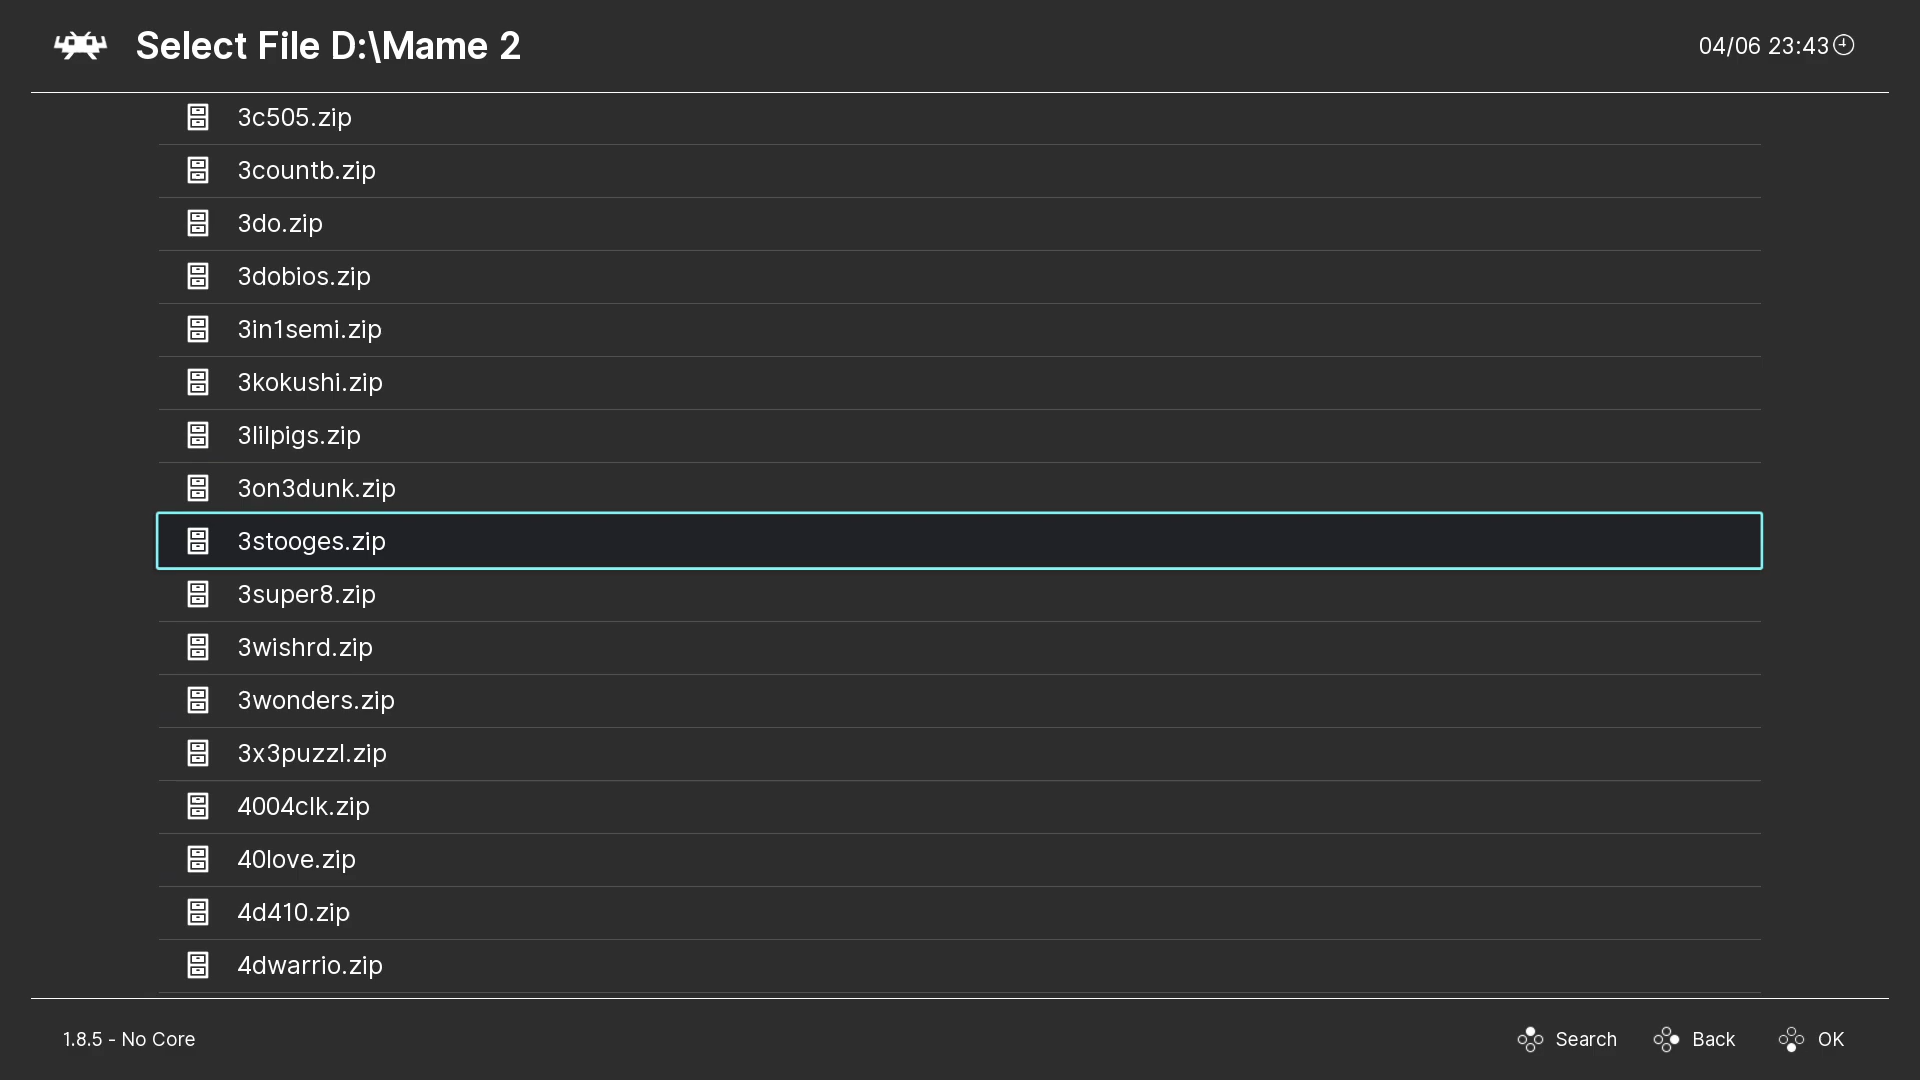 Select File D:\Mame 2
04/06 23:43
3c505.zip
3countb.zip
3do.zip
3dobios.zip
3in1semi.zip
3kokushi.zip
3lilpigs.zip
3on3dunk.zip
3stooges.zip
3super8.zip
3wishrd.zip
3wonders.zip
3x3puzzl.zip
4004clk.zip
40love.zip
4d410.zip
4dwarrio.zip
1.8.5 - No Core
Search
Back
OK